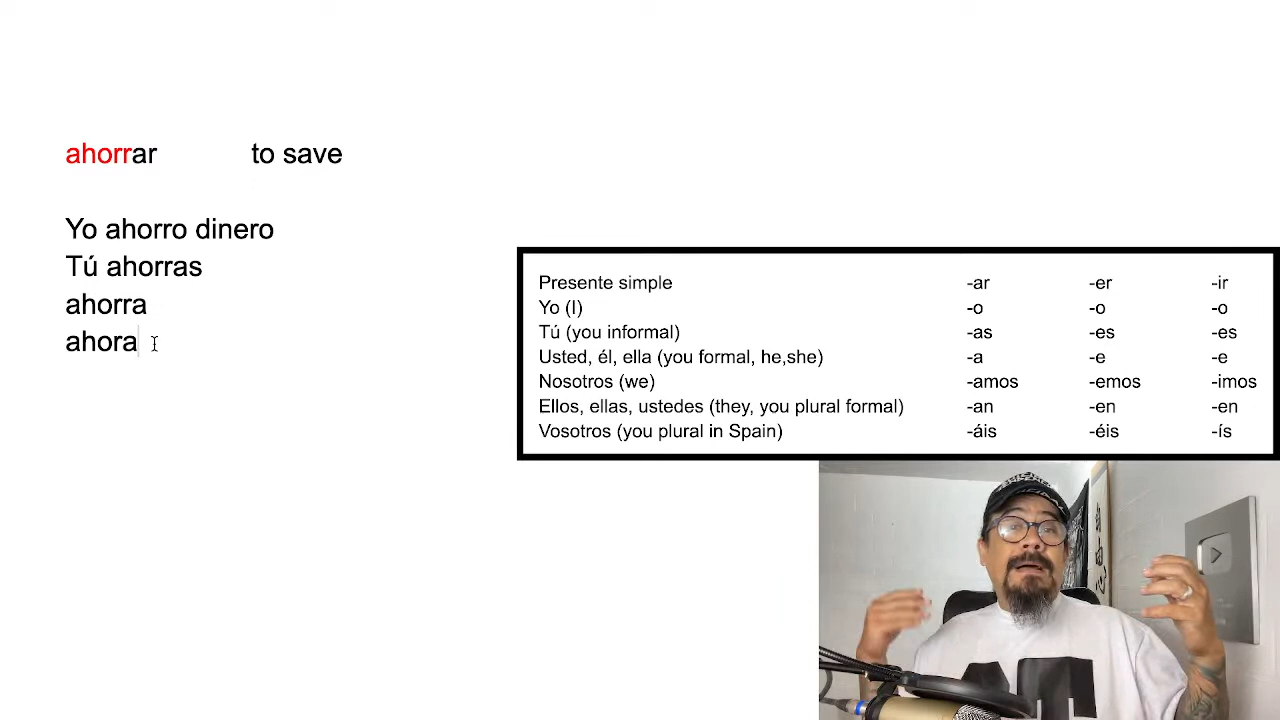 ahorrar to save
Yo ahorro dinero
Tú ahorras
ahorra
ahora
Presente simple -ar -er -ir
Yo (I) -o -o -o
Tú (you informal) -as -es -es
Usted, él, ella (you formal, he,she) -a -e -e
Nosotros (we) -amos -emos -imos
Ellos, ellas, ustedes (they, you plural formal) -an -en -en
Vosotros (you plural in Spain) -áis -éis -ís